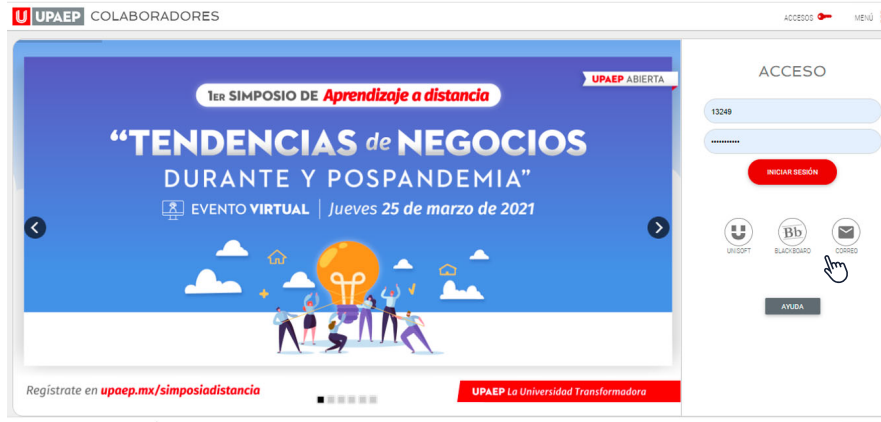 U UPAEP COLABORADORES
ACCESOS
MENÚ
UPAEP ABIERTA
1ER SIMPOSIO DE Aprendizaje a distancia
“TENDENCIAS de NEGOCIOS
DURANTE Y POSPANDEMIA”
EVENTO VIRTUAL | Jueves 25 de marzo de 2021
Regístrate en upaep.mx/simposiadistancia
UPAEP La Universidad Transformadora
ACCESO
13249
INICIAR SESIÓN
UNISOFT
Bb
BLACKBOARD
CORREO
AYUDA